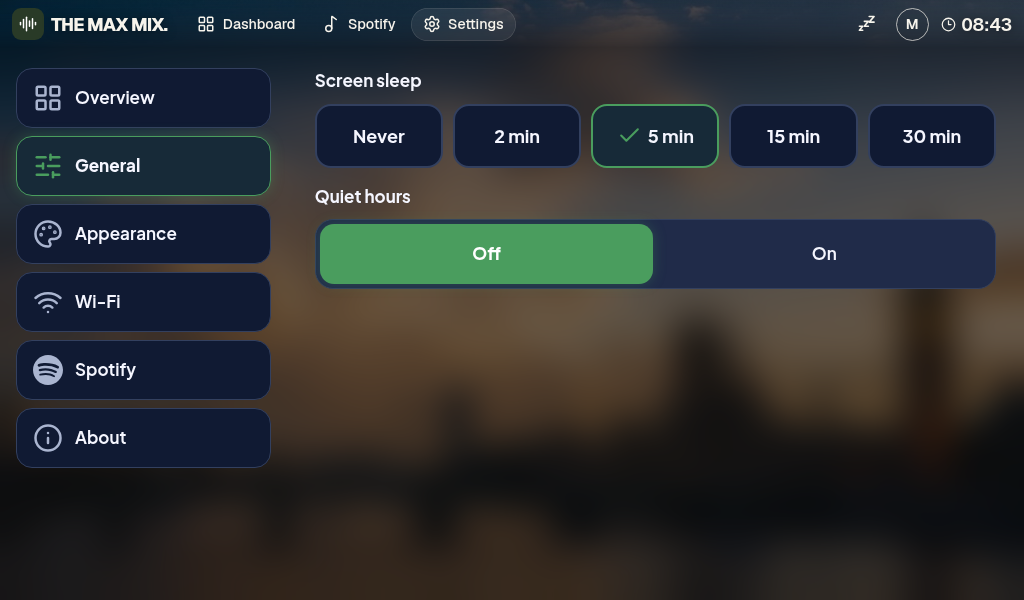 THE MAX MIX.
Dashboard
Spotify
Settings
zzz
M
08:43
Overview
General
Appearance
Wi-Fi
Spotify
About
Screen sleep
Never
2 min
5 min
15 min
30 min
Quiet hours
Off
On